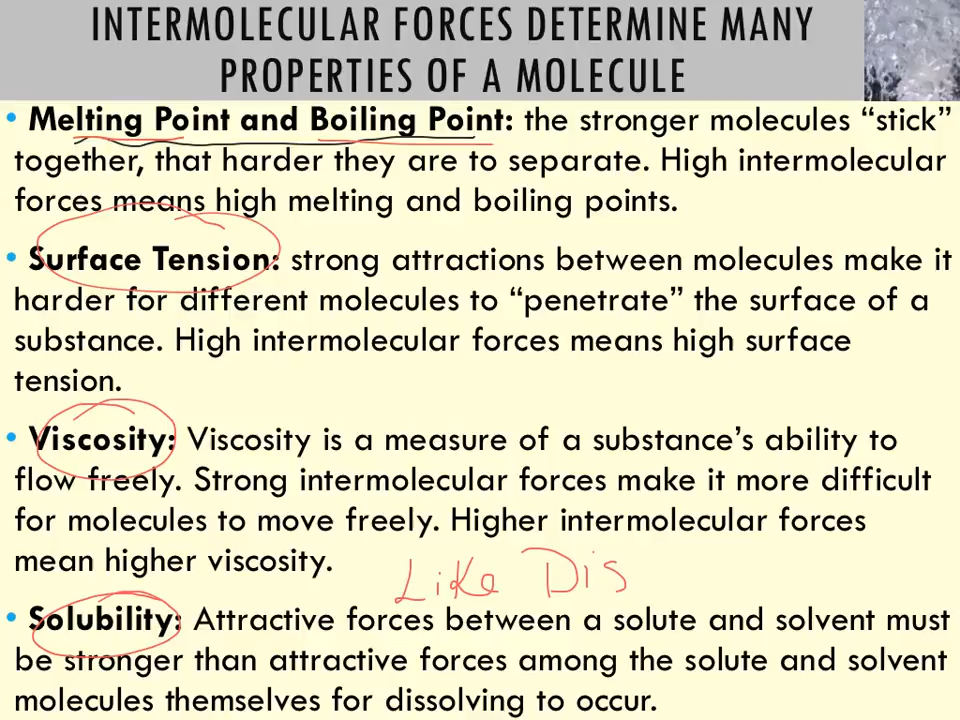 INTERMOLECULAR FORCES DETERMINE MANY
PROPERTIES OF A MOLECULE
• Melting Point and Boiling Point: the stronger molecules “stick”
together, that harder they are to separate. High intermolecular
forces means high melting and boiling points.
• Surface Tension: strong attractions between molecules make it
harder for different molecules to “penetrate” the surface of a
substance. High intermolecular forces means high surface
tension.
• Viscosity: Viscosity is a measure of a substance’s ability to
flow freely. Strong intermolecular forces make it more difficult
for molecules to move freely. Higher intermolecular forces
mean higher viscosity.
Like Dis
• Solubility: Attractive forces between a solute and solvent must
be stronger than attractive forces among the solute and solvent
molecules themselves for dissolving to occur.